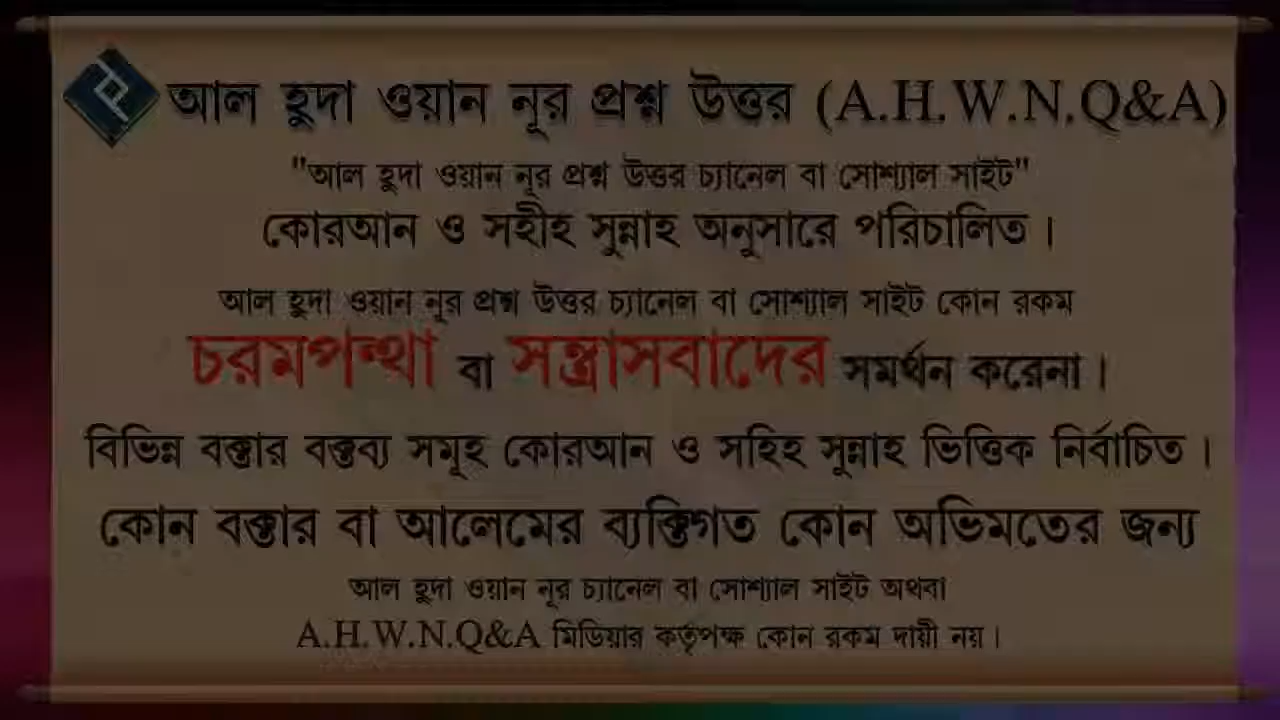 আল হুদা ওয়ান নূর প্রশ্ন উত্তর (A.H.W.N.Q&A)
"আল হুদা ওয়ান নূর প্রশ্ন উত্তর চ্যানেল বা সোশ্যাল সাইট"
কোরআন ও সহীহ সুন্নাহ অনুসারে পরিচালিত ।
আল হুদা ওয়ান নূর প্রশ্ন উত্তর চ্যানেল বা সোশ্যাল সাইট কোন রকম
চরমপন্থা বা সন্ত্রাসবাদের সমর্থন করেনা ।
বিভিন্ন বক্তার বক্তব্য সমূহ কোরআন ও সহিহ সুন্নাহ ভিত্তিক নির্বাচিত ।
কোন বক্তার বা আলেমের ব্যক্তিগত কোন অভিমতের জন্য
আল হুদা ওয়ান নূর চ্যানেল বা সোশ্যাল সাইট অথবা
A.H.W.N.Q&A মিডিয়ার কর্তৃপক্ষ কোন রকম দায়ী নয় ।